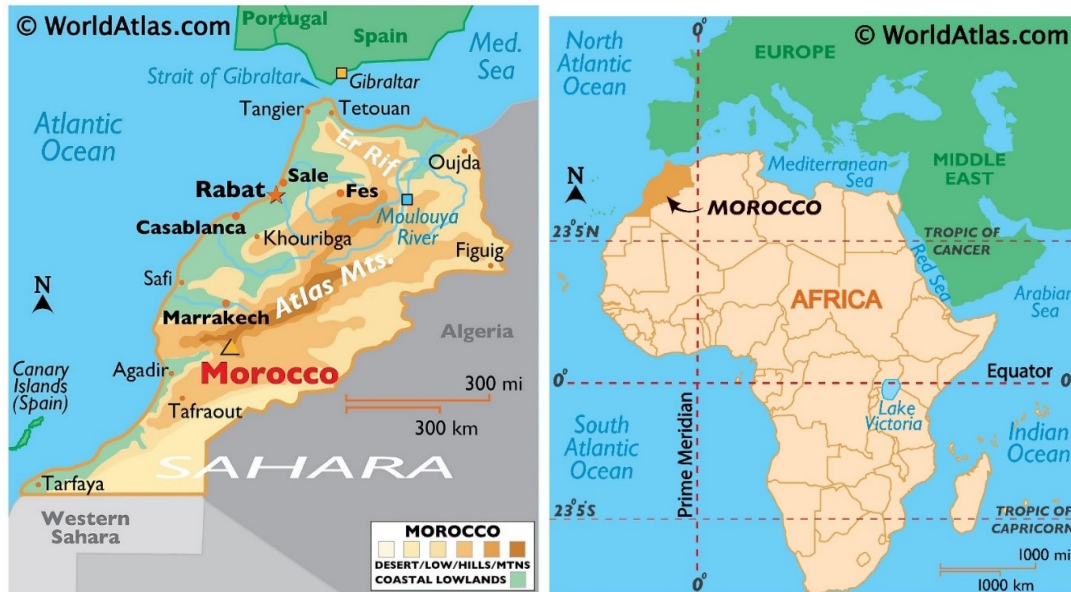 © WorldAtlas.com
Portugal
Spain
Med.
Sea
Strait of Gibraltar
Gibraltar
Tangier
Tetouan
Atlantic
Ocean
Er Rif
Oujda
Sale
Rabat
Fes
Casablanca
Moulouya
River
Khouribga
Figuig
Safi
Atlas Mts.
N
Marrakech
Algeria
Agadir
Morocco
Canary
Islands
(Spain)
300 mi
Tafraout
300 km
SAHARA
Tarfaya
Western
Sahara
MOROCCO
DESERT/LOW/HILLS/MTNS
COASTAL LOWLANDS
0°
© WorldAtlas.com
North
Atlantic
Ocean
EUROPE
MIDDLE
EAST
Mediterranean
Sea
N
MOROCCO
23°5'N
TROPIC OF
CANCER
Red Sea
AFRICA
Arabian
Sea
Equator
0°
0°
Lake
Victoria
South
Atlantic
Ocean
Prime Meridian
Indian
Ocean
23°5'S
TROPIC OF
CAPRICORN
1000 mi
1000 km
0°